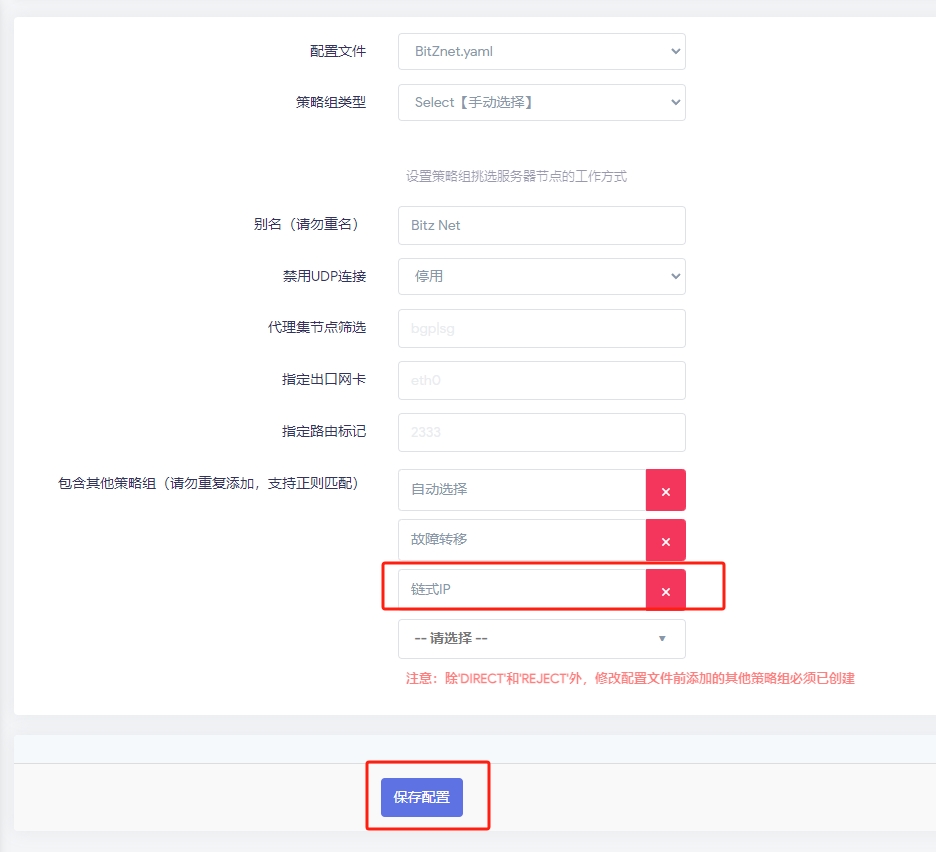 配置文件 BitZnet.yaml
策略组类型 Select【手动选择】
设置策略组挑选服务器节点的工作方式
别名（请勿重名） Bitz Net
禁用UDP连接 停用
代理集节点筛选 bgp|sg
指定出口网卡 eth0
指定路由标记 2333
包含其他策略组（请勿重复添加，支持正则匹配） 自动选择 ×
故障转移 ×
链式IP ×
-- 请选择 --
注意：除'DIRECT'和'REJECT'外，修改配置文件前添加的其他策略组必须已创建
保存配置